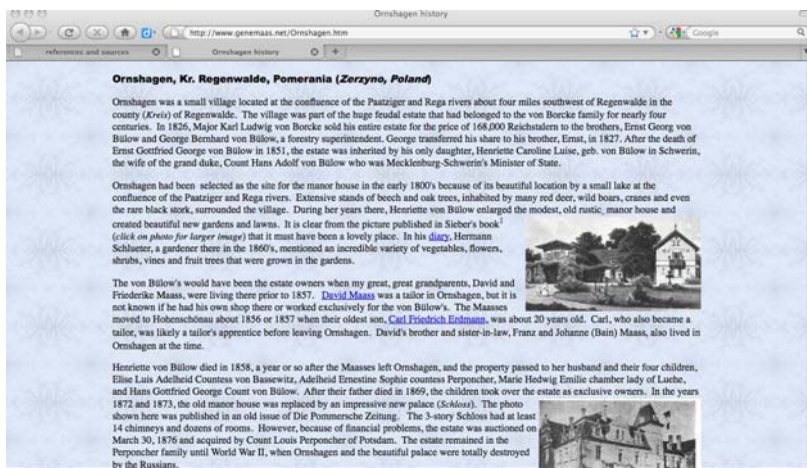 Ornshagen history
http://www.genemaas.net/Ornshagen.htm
Google
references and sources
Ornshagen history
Ornshagen, Kr. Regenwalde, Pomerania (Zerzyno, Poland)
Ornshagen was a small village located at the confluence of the Paatziger and Rega rivers about four miles southwest of Regenwalde in the
county (Kreis) of Regenwalde. The village was part of the huge feudal estate that had belonged to the von Borcke family for nearly four
centuries. In 1826, Major Karl Ludwig von Borcke sold his entire estate for the price of 168,000 Reichstalern to the brothers, Ernst Georg von
Bülow and George Bernhard von Bülow, a forestry superintendent. George transferred his share to his brother, Ernst, in 1827. After the death of
Ernst Gottfried George von Bülow in 1851, the estate was inherited by his only daughter, Henriette Caroline Luise, geb. von Bülow in Schwerin,
the wife of the grand duke, Count Hans Adolf von Bülow who was Mecklenburg-Schwerin's Minister of State.
Ornshagen had been selected as the site for the manor house in the early 1800's because of its beautiful location by a small lake at the
confluence of the Paatziger and Rega rivers. Extensive stands of beech and oak trees, inhabited by many red deer, wild boars, cranes and even
the rare black stork, surrounded the village. During her years there, Henriette von Bülow enlarged the modest, old rustic, manor house and
created beautiful new gardens and lawns. It is clear from the picture published in Sieber's book1
(click on photo for larger image) that it must have been a lovely place. In his diary, Hermann
Schlueter, a gardener there in the 1860's, mentioned an incredible variety of vegetables, flowers,
shrubs, vines and fruit trees that were grown in the gardens.
The von Bülow's would have been the estate owners when my great, great grandparents, David and
Friederike Maass, were living there prior to 1857. David Maass was a tailor in Ornshagen, but it is
not known if he had his own shop there or worked exclusively for the von Bülow's. The Maasses
moved to Hohenschönau about 1856 or 1857 when their oldest son, Carl Friedrich Erdmann, was about 20 years old. Carl, who also became a
tailor, was likely a tailor's apprentice before leaving Ornshagen. David's brother and sister-in-law, Franz and Johanne (Bain) Maass, also lived in
Ornshagen at the time.
Henriette von Bülow died in 1858, a year or so after the Maasses left Ornshagen, and the property passed to her husband and their four children,
Elise Luis Adelheid Countess von Bassewitz, Adelheid Ernestine Sophie countess Perponcher, Marie Hedwig Emilie chamber lady of Luehe,
and Hans Gottfried George Count von Bülow. After their father died in 1869, the children took over the estate as exclusive owners. In the years
1872 and 1873, the old manor house was replaced by an impressive new palace (Schloss). The photo
shown here was published in an old issue of Die Pommersche Zeitung. The 3-story Schloss had at least
14 chimneys and dozens of rooms. However, because of financial problems, the estate was auctioned on
March 30, 1876 and acquired by Count Louis Perponcher of Potsdam. The estate remained in the
Perponcher family until World War II, when Ornshagen and the beautiful palace were totally destroyed
by the Russians.